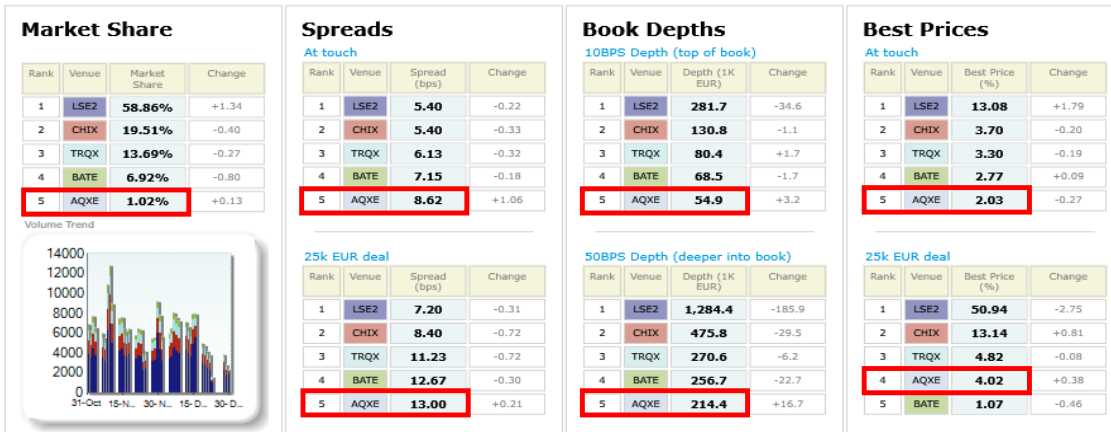 Market Share
Rank Venue Market Share Change
1 LSE2 58.86% +1.34
2 CHIX 19.51% -0.40
3 TRQX 13.69% -0.27
4 BATE 6.92% -0.80
5 AQXE 1.02% +0.13
Volume Trend
14000
12000
10000
8000
6000
4000
2000
0
31-Oct 15-N... 30- N... 15-D... 30-D...
Spreads
At touch
Rank Venue Spread (bps) Change
1 LSE2 5.40 -0.22
2 CHIX 5.40 -0.33
3 TRQX 6.13 -0.32
4 BATE 7.15 -0.18
5 AQXE 8.62 +1.06
25k EUR deal
Rank Venue Spread (bps) Change
1 LSE2 7.20 -0.31
2 CHIX 8.40 -0.72
3 TRQX 11.23 -0.72
4 BATE 12.67 -0.30
5 AQXE 13.00 +0.21
Book Depths
10BPS Depth (top of book)
Rank Venue Depth (1K EUR) Change
1 LSE2 281.7 -34.6
2 CHIX 130.8 -1.1
3 TRQX 80.4 +1.7
4 BATE 68.5 -1.7
5 AQXE 54.9 +3.2
50BPS Depth (deeper into book)
Rank Venue Depth (1K EUR) Change
1 LSE2 1,284.4 -185.9
2 CHIX 475.8 -29.5
3 TRQX 270.6 -6.2
4 BATE 256.7 -22.7
5 AQXE 214.4 +16.7
Best Prices
At touch
Rank Venue Best Price (%) Change
1 LSE2 13.08 +1.79
2 CHIX 3.70 -0.20
3 TRQX 3.30 -0.19
4 BATE 2.77 +0.09
5 AQXE 2.03 -0.27
25k EUR deal
Rank Venue Best Price (%) Change
1 LSE2 50.94 -2.75
2 CHIX 13.14 +0.81
3 TRQX 4.82 -0.08
4 AQXE 4.02 +0.38
5 BATE 1.07 -0.46